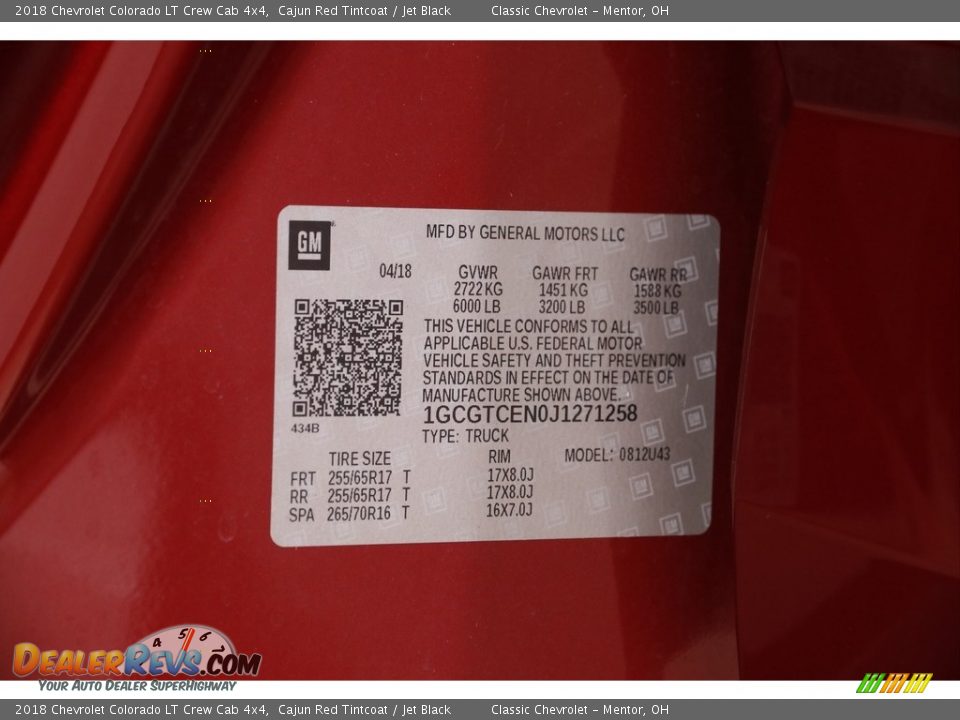 2018 Chevrolet Colorado LT Crew Cab 4x4, Cajun Red Tintcoat / Jet Black Classic Chevrolet – Mentor, OH
GM
MFD BY GENERAL MOTORS LLC
04/18 GVWR GAWR FRT GAWR RR
2722 KG 1451 KG 1588 KG
6000 LB 3200 LB 3500 LB
THIS VEHICLE CONFORMS TO ALL
APPLICABLE U.S. FEDERAL MOTOR
VEHICLE SAFETY AND THEFT PREVENTION
STANDARDS IN EFFECT ON THE DATE OF
MANUFACTURE SHOWN ABOVE.
1GCGTCEN0J1271258
434B
TYPE: TRUCK
TIRE SIZE RIM MODEL: 0812U43
FRT 255/65R17 T 17X8.0J
RR 255/65R17 T 17X8.0J
SPA 265/70R16 T 16X7.0J
4 5 6
DEALERREVS.COM
YOUR AUTO DEALER SUPERHIGHWAY
2018 Chevrolet Colorado LT Crew Cab 4x4, Cajun Red Tintcoat / Jet Black Classic Chevrolet – Mentor, OH